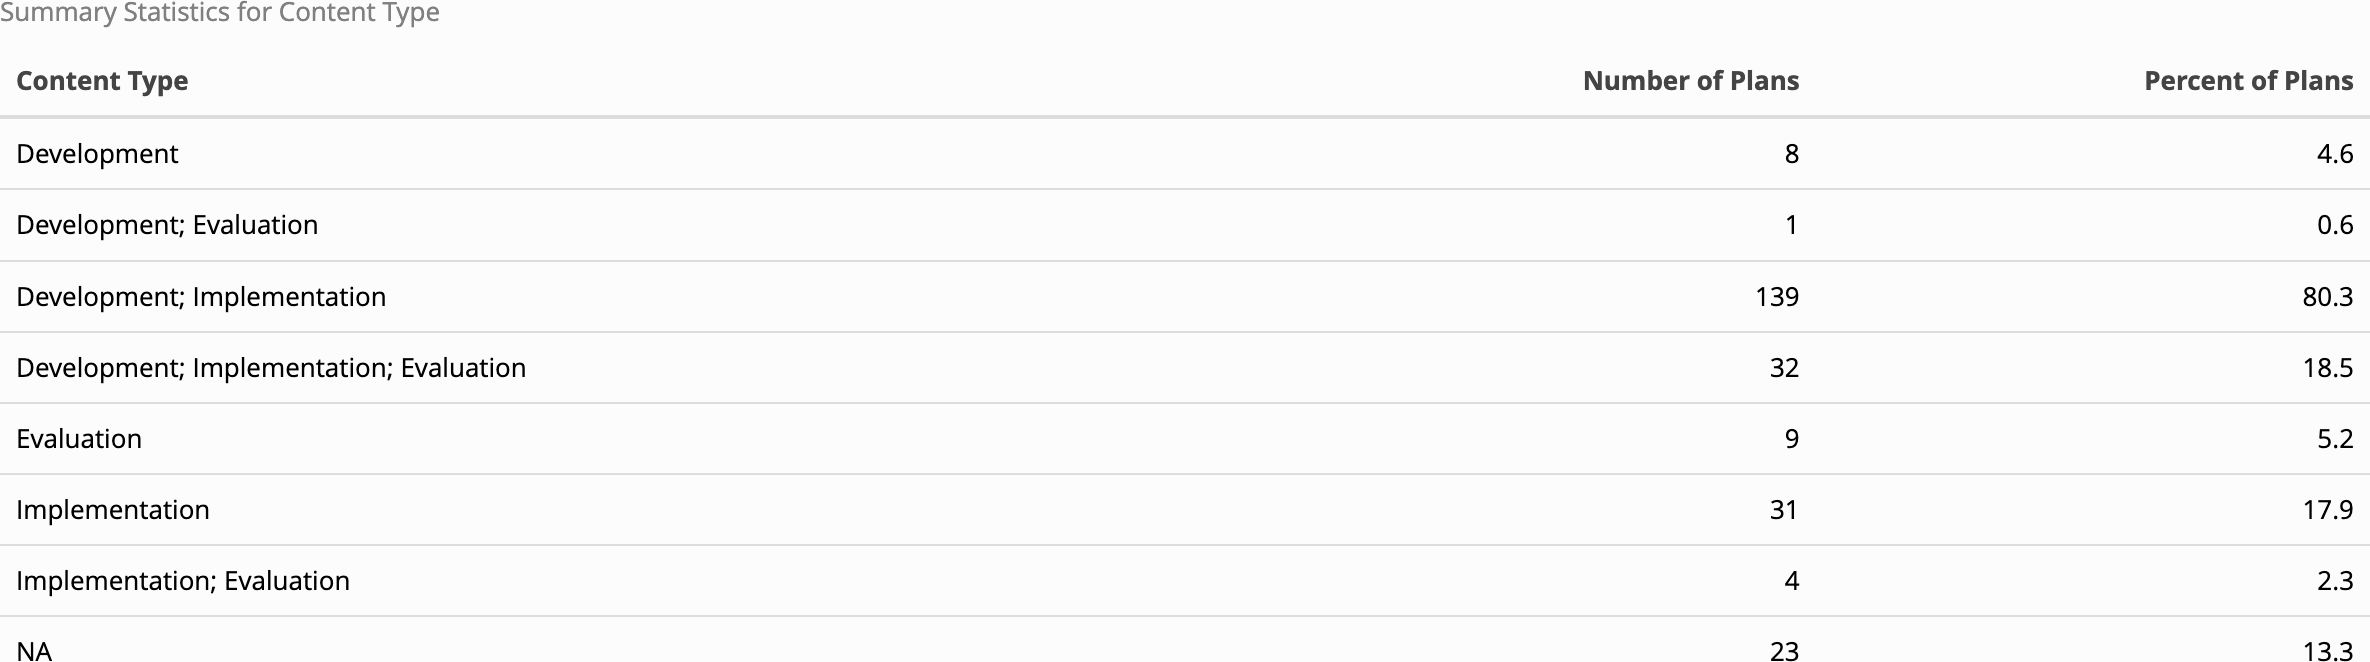 Summary Statistics for Content Type
Content Type Number of Plans Percent of Plans
Development 8 4.6
Development; Evaluation 1 0.6
Development; Implementation 139 80.3
Development; Implementation; Evaluation 32 18.5
Evaluation 9 5.2
Implementation 31 17.9
Implementation; Evaluation 4 2.3
NA 23 13.3